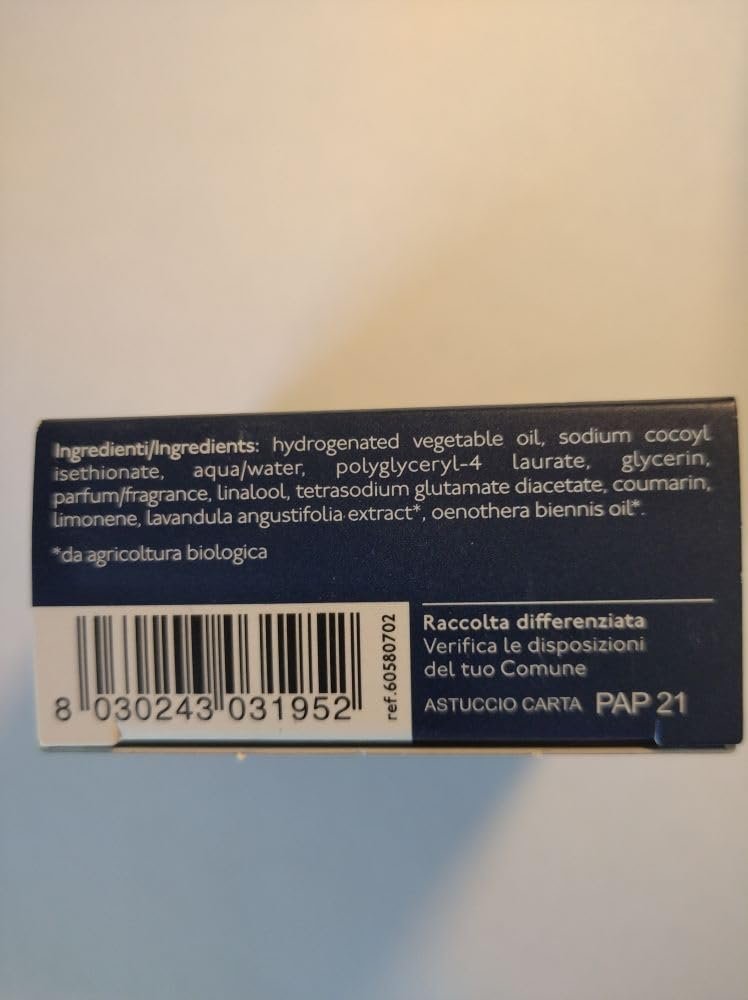 Ingredienti/Ingredients: hydrogenated vegetable oil, sodium cocoyl
isethionate, aqua/water, polyglyceryl-4 laurate, glycerin,
parfum/fragrance, linalool, tetrasodium glutamate diacetate, coumarin,
limonene, lavandula angustifolia extract*, oenothera biennis oil*.
*da agricoltura biologica
8 030243 031952
ref.60580702
Raccolta differenziata
Verifica le disposizioni
del tuo Comune
ASTUCCIO CARTA PAP 21